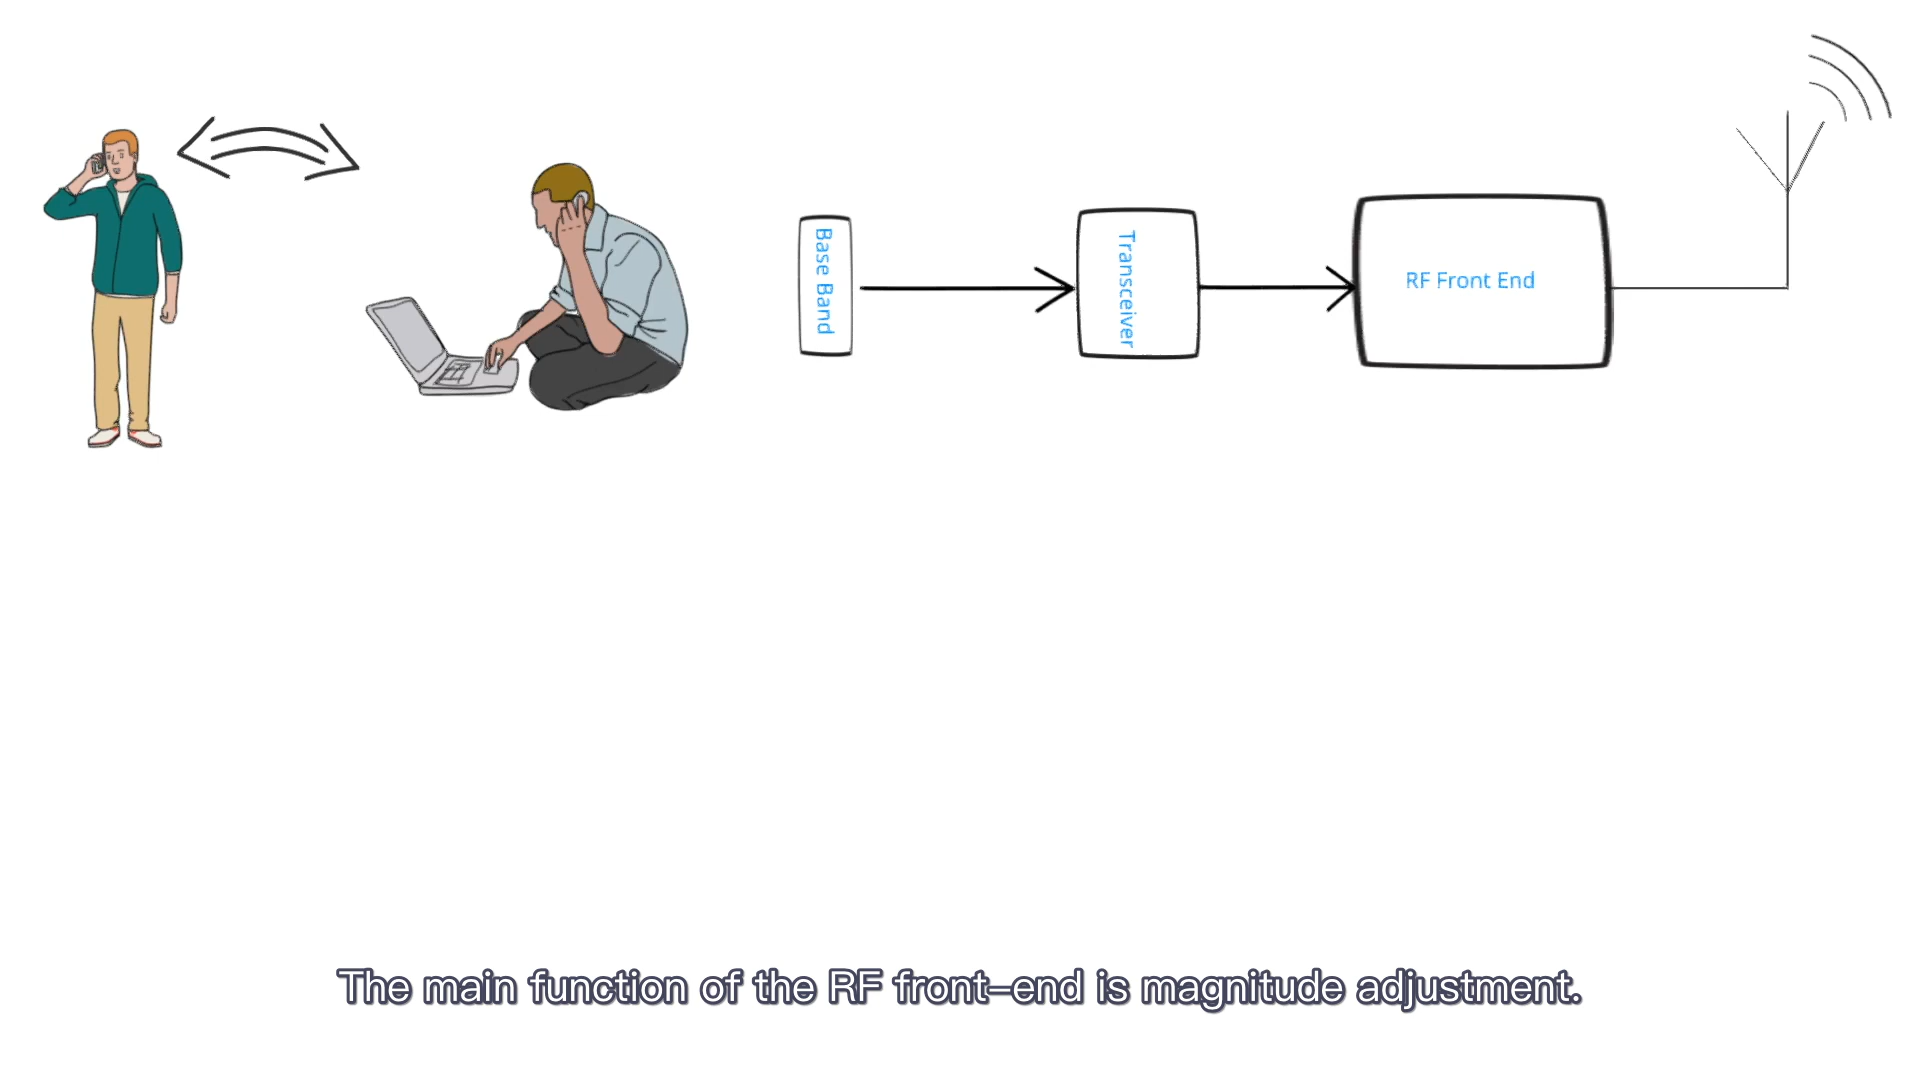 Base Band
Transceiver
RF Front End
The main function of the RF front-end is magnitude adjustment.